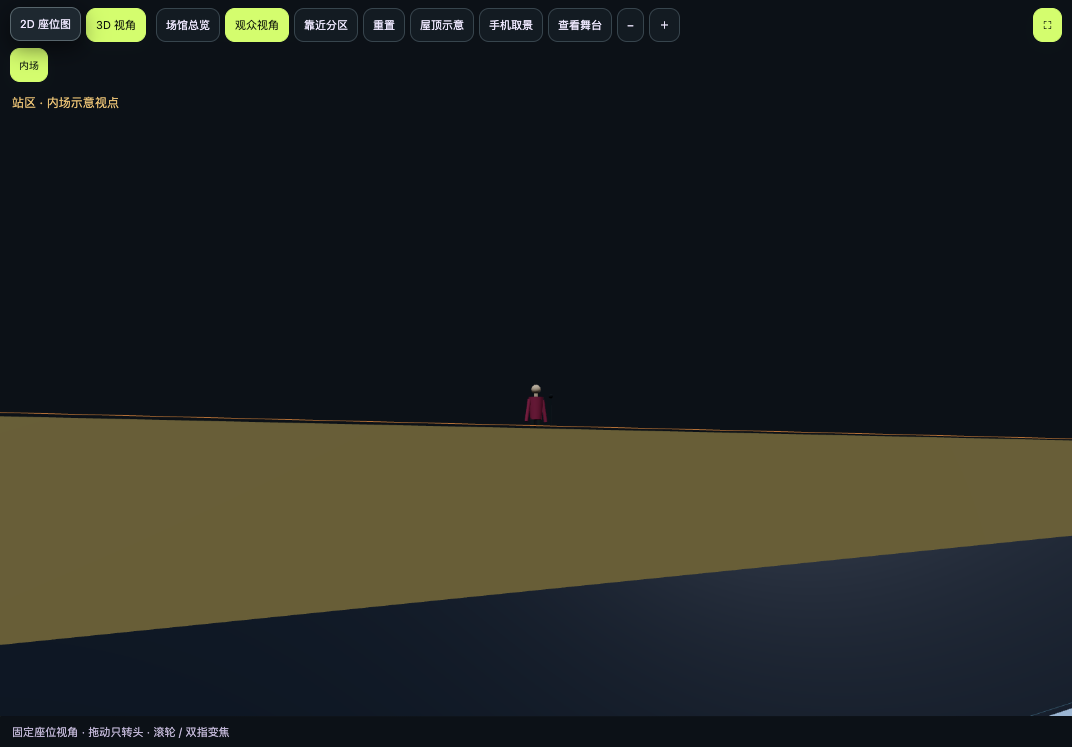 2D 座位图 3D 视角 场馆总览 观众视角 靠近分区 重置 屋顶示意 手机取景 查看舞台 − +
内场
站区 · 内场示意视点
固定座位视角 · 拖动只转头 · 滚轮 / 双指变焦